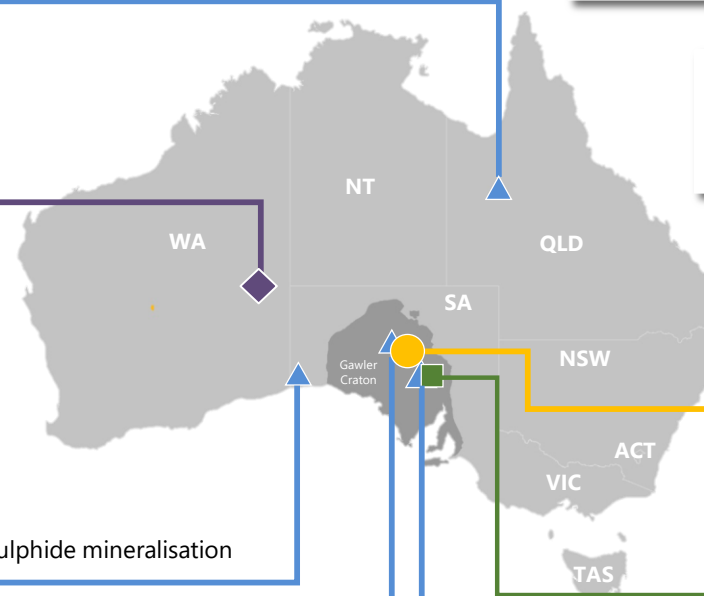 NT
WA
QLD
SA
Gawler
Craton
NSW
ACT
VIC
ulphide mineralisation
TAS